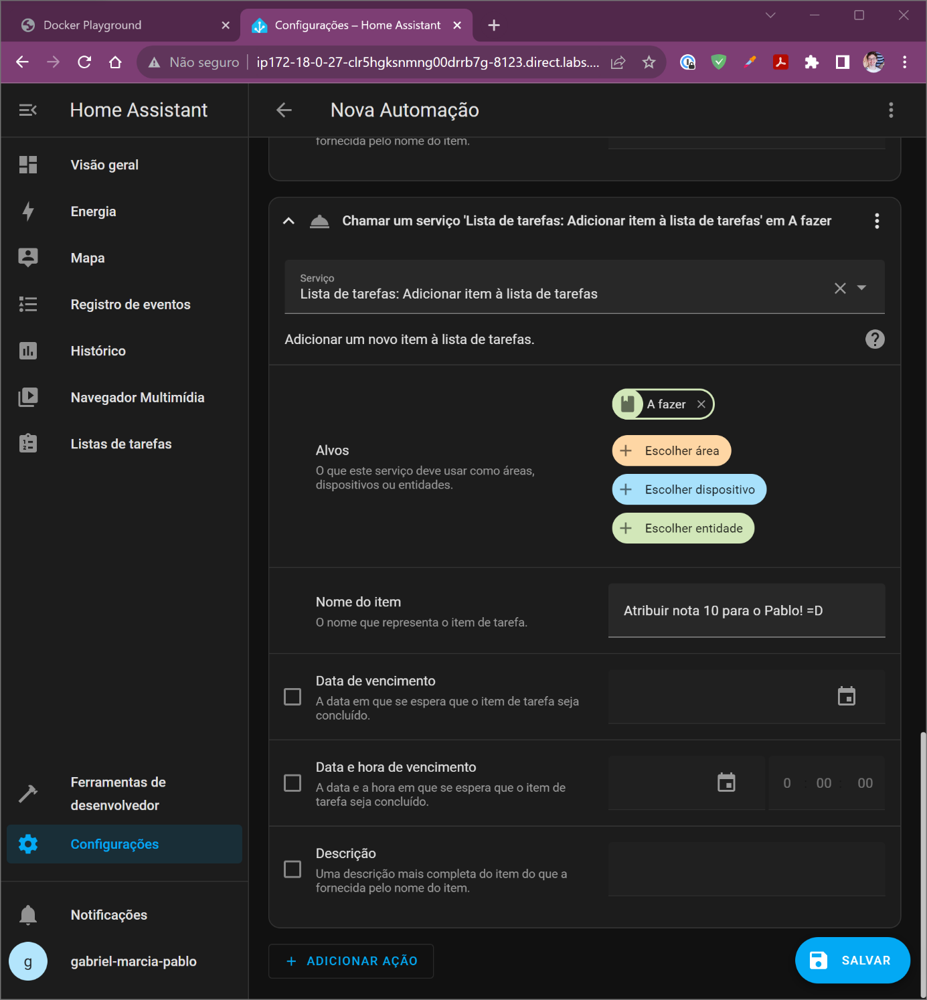 Docker Playground
Configurações – Home Assistant
Não seguro
ip172-18-0-27-clr5hgksnmng00drrb7g-8123.direct.labs....
Home Assistant
Nova Automação
Visão geral
Energia
Mapa
Registro de eventos
Histórico
Navegador Multimídia
Listas de tarefas
Ferramentas de
desenvolvedor
Configurações
Notificações
g
gabriel-marcia-pablo
fornecida pelo nome do item.
Chamar um serviço 'Lista de tarefas: Adicionar item à lista de tarefas' em A fazer
Serviço
Lista de tarefas: Adicionar item à lista de tarefas
Adicionar um novo item à lista de tarefas.
?
Alvos
O que este serviço deve usar como áreas,
dispositivos ou entidades.
A fazer
Escolher área
Escolher dispositivo
Escolher entidade
Nome do item
O nome que representa o item de tarefa.
Atribuir nota 10 para o Pablo! =D
Data de vencimento
A data em que se espera que o item de tarefa seja
concluído.
Data e hora de vencimento
A data e a hora em que se espera que o item de
tarefa seja concluído.
0 : 00 : 00
Descrição
Uma descrição mais completa do item do que a
fornecida pelo nome do item.
+ ADICIONAR AÇÃO
SALVAR